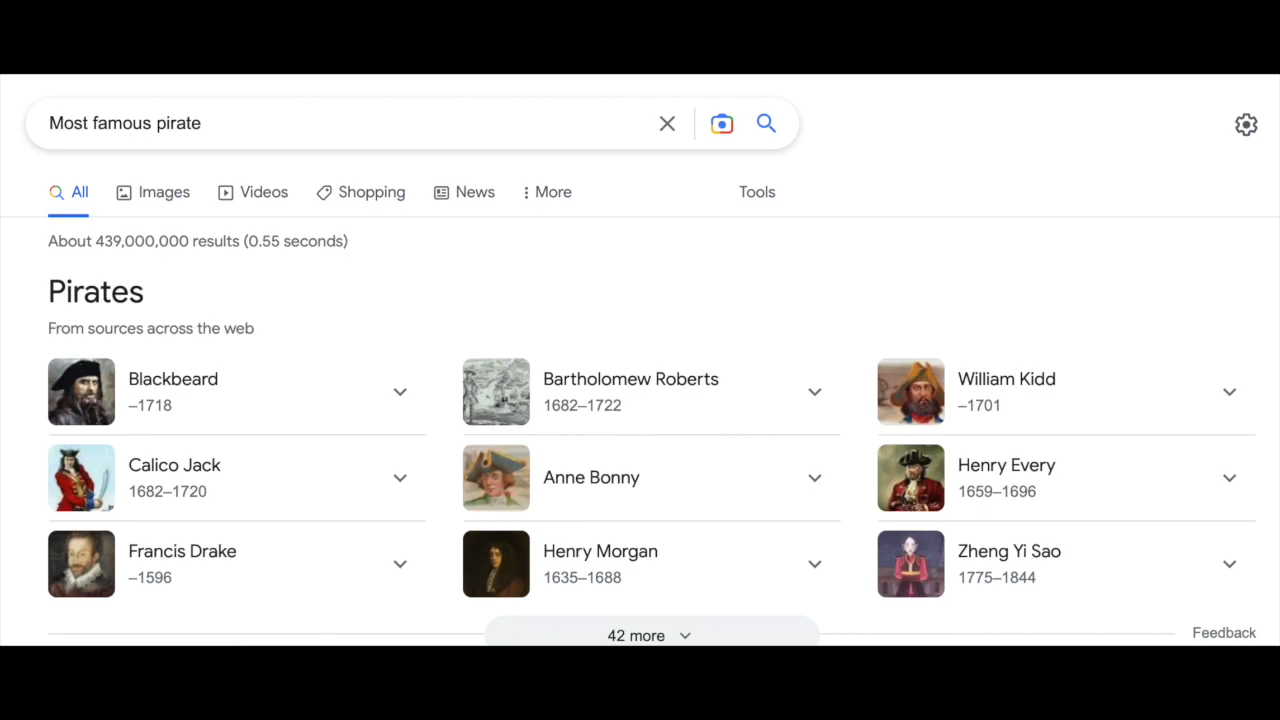 Most famous pirate
All Images Videos Shopping News More Tools
About 439,000,000 results (0.55 seconds)
Pirates
From sources across the web
Blackbeard
–1718
Bartholomew Roberts
1682–1722
William Kidd
–1701
Calico Jack
1682–1720
Anne Bonny
Henry Every
1659–1696
Francis Drake
–1596
Henry Morgan
1635–1688
Zheng Yi Sao
1775–1844
42 more
Feedback